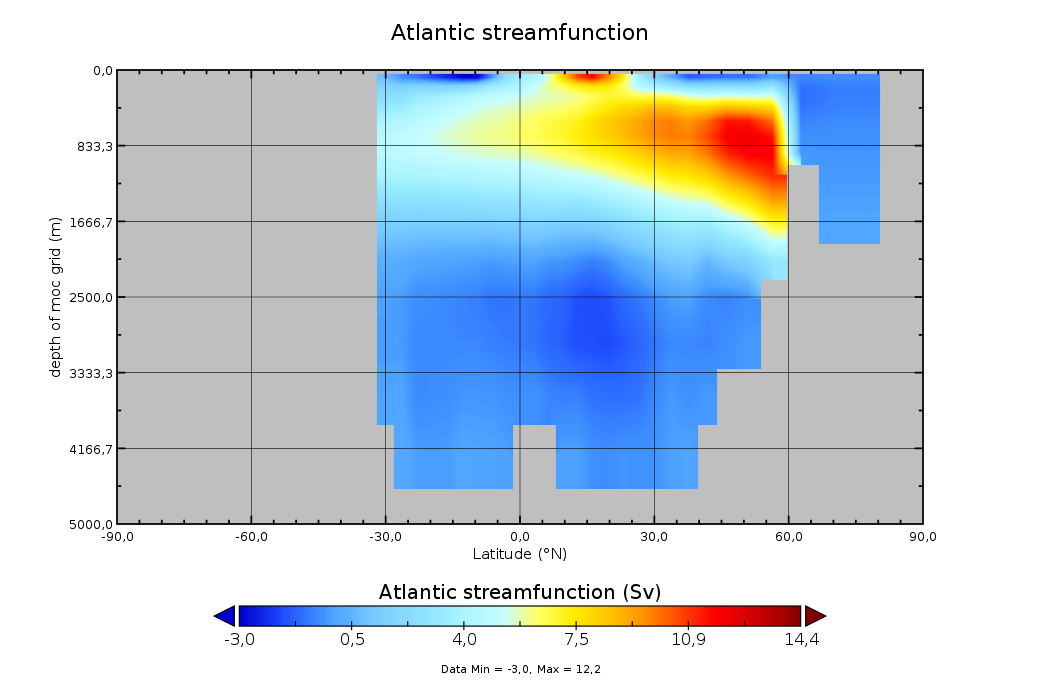 Atlantic streamfunction
0,0
833,3
1666,7
2500,0
3333,3
4166,7
5000,0
depth of moc grid (m)
-90,0 -60,0 -30,0 0,0 30,0 60,0 90,0
Latitude (°N)
Atlantic streamfunction (Sv)
-3,0 0,5 4,0 7,5 10,9 14,4
Data Min = -3,0, Max = 12,2